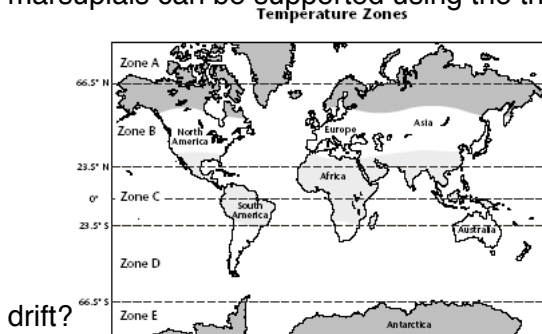 marsupials can be supported using the th
Temperature Zones
Zone A
66.5° N
Zone B
North
America
Europe
Asia
23.5° N
Africa
0°
Zone C
South
America
23.5° S
Australia
Zone D
66.5° S
Zone E
Antarctica
drift?